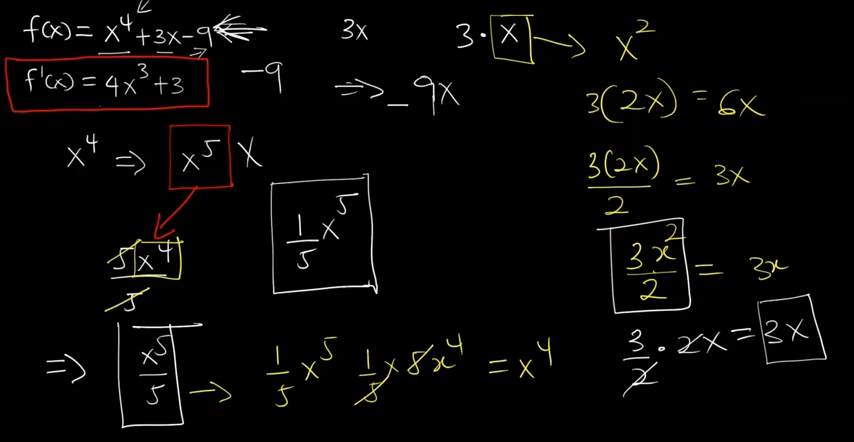 f(x) = x⁴ + 3x - 9
f'(x) = 4x³ + 3
-9
3x
3 · x → x²
⇒ -9x
3(2x) = 6x
x⁴ ⇒ x⁵ x
3(2x)/2 = 3x
5x⁴/5
1/5 x⁵
3x²/2 = 3x
3/2 · 2x = 3x
⇒ x⁵/5 → 1/5 x⁵ 1/5 x 5x⁴ = x⁴